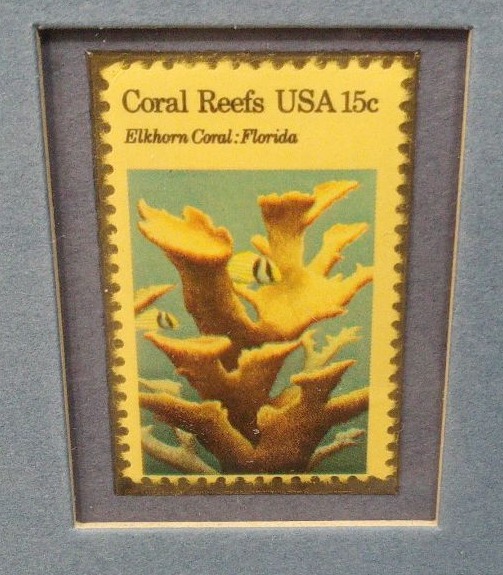 Coral Reefs USA 15c
Elkhorn Coral: Florida